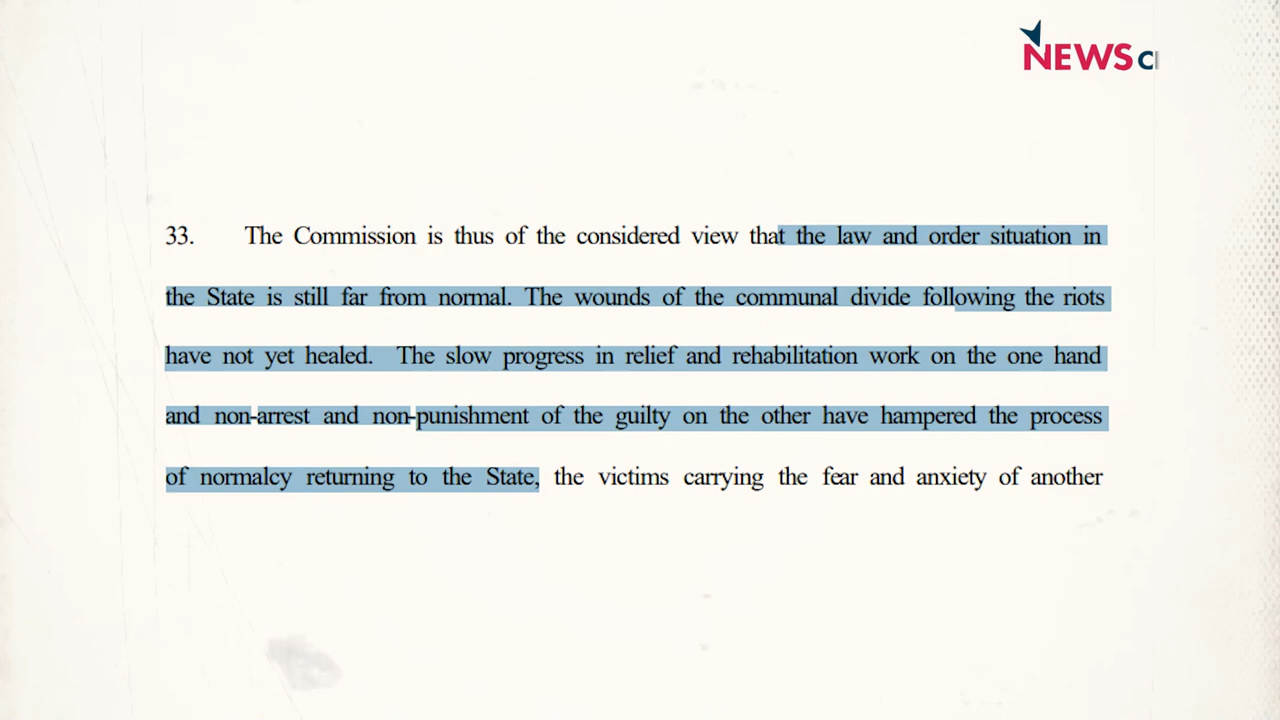 NEWS C
33. The Commission is thus of the considered view that the law and order situation in
the State is still far from normal. The wounds of the communal divide following the riots
have not yet healed. The slow progress in relief and rehabilitation work on the one hand
and non-arrest and non-punishment of the guilty on the other have hampered the process
of normalcy returning to the State, the victims carrying the fear and anxiety of another